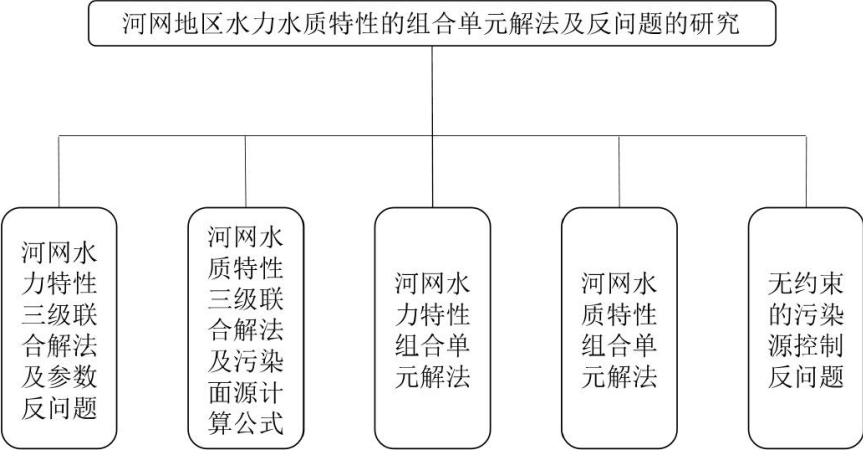 河网地区水力水质特性的组合单元解法及反问题的研究
河网水
力特性
三级联
合解法
及参数
反问题
河网水
质特性
三级联
合解法
及污染
面源计
算公式
河网水
力特性
组合单
元解法
河网水
质特性
组合单
元解法
无约束
的污染
源控制
反问题